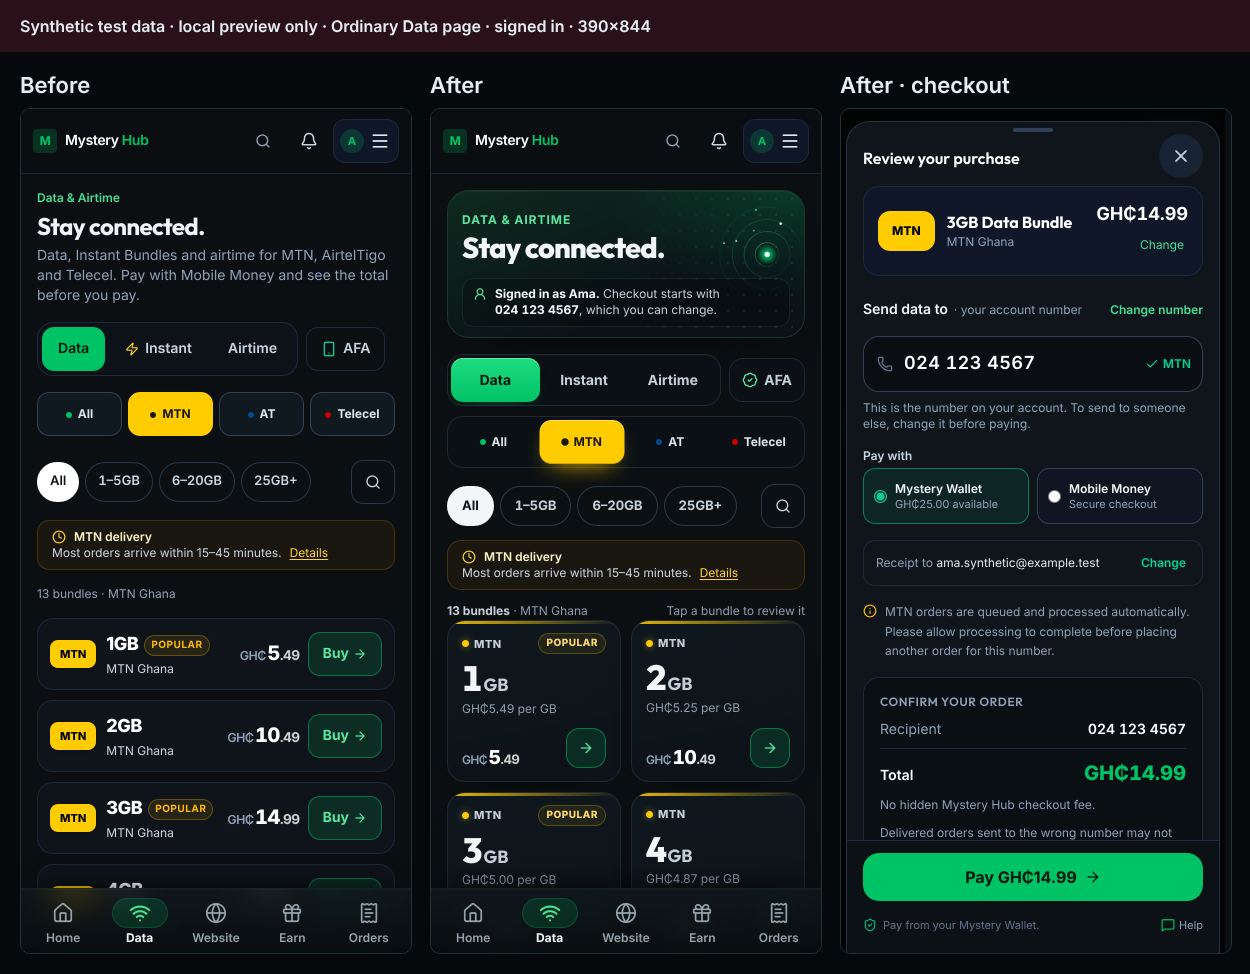 Synthetic test data · local preview only · Ordinary Data page · signed in · 390×844
Before
M Mystery Hub A
Data & Airtime
Stay connected.
Data, Instant Bundles and airtime for MTN, AirtelTigo
and Telecel. Pay with Mobile Money and see the total
before you pay.
Data Instant Airtime AFA
All MTN AT Telecel
All 1–5GB 6–20GB 25GB+
MTN delivery
Most orders arrive within 15–45 minutes. Details
13 bundles · MTN Ghana
MTN 1GB POPULAR GH₵5.49 Buy →
MTN Ghana
MTN 2GB GH₵10.49 Buy →
MTN Ghana
MTN 3GB POPULAR GH₵14.99 Buy →
MTN Ghana
4GB
Home Data Website Earn Orders
After
M Mystery Hub A
DATA & AIRTIME
Stay connected.
Signed in as Ama. Checkout starts with
024 123 4567, which you can change.
Data Instant Airtime AFA
All MTN AT Telecel
All 1–5GB 6–20GB 25GB+
MTN delivery
Most orders arrive within 15–45 minutes. Details
13 bundles · MTN Ghana Tap a bundle to review it
MTN POPULAR
1GB
GH₵5.49 per GB
GH₵5.49 →
MTN
2GB
GH₵5.25 per GB
GH₵10.49 →
MTN POPULAR
3GB
GH₵5.00 per GB
MTN
4GB
GH₵4.87 per GB
Home Data Website Earn Orders
After · checkout
Review your purchase
MTN 3GB Data Bundle GH₵14.99
MTN Ghana Change
Send data to · your account number Change number
024 123 4567 ✓ MTN
This is the number on your account. To send to someone
else, change it before paying.
Pay with
Mystery Wallet
GH₵25.00 available
Mobile Money
Secure checkout
Receipt to ama.synthetic@example.test Change
MTN orders are queued and processed automatically.
Please allow processing to complete before placing
another order for this number.
CONFIRM YOUR ORDER
Recipient 024 123 4567
Total GH₵14.99
No hidden Mystery Hub checkout fee.
Delivered orders sent to the wrong number may not
Pay GH₵14.99 →
Pay from your Mystery Wallet. Help